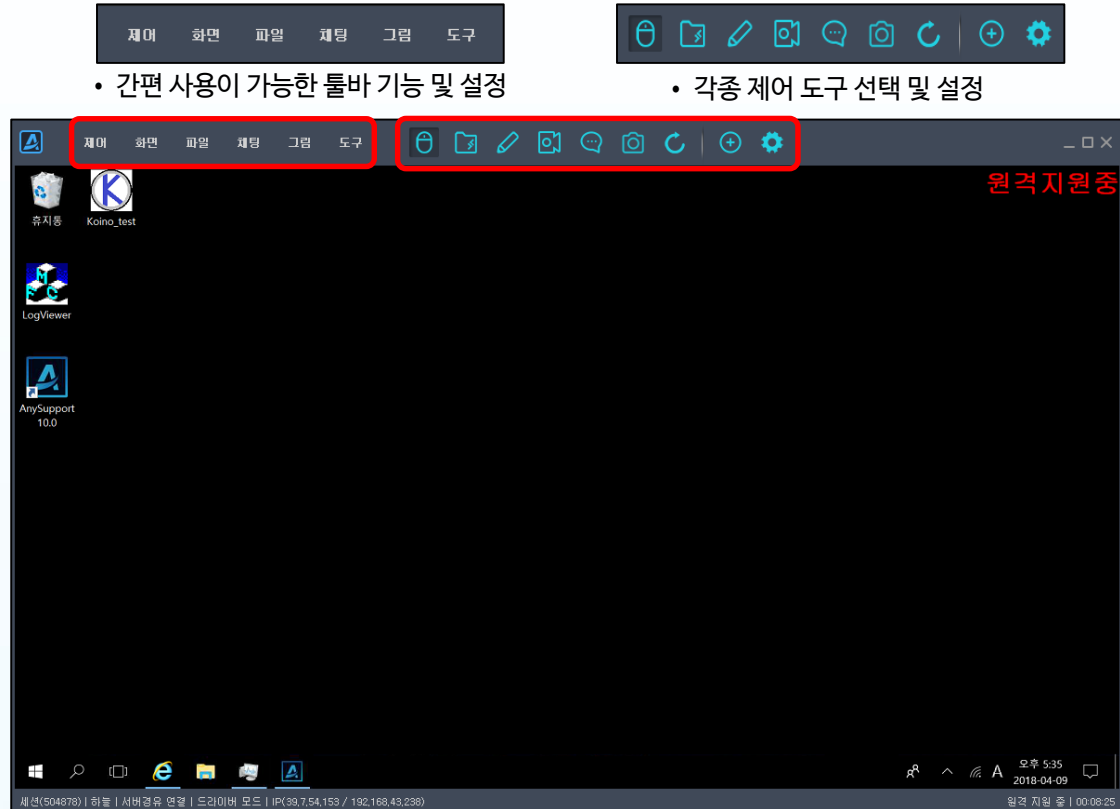 제어 화면 파일 채팅 그림 도구
• 간편 사용이 가능한 툴바 기능 및 설정
• 각종 제어 도구 선택 및 설정
제어 화면 파일 채팅 그림 도구
원격지원중
휴지통
Koino_test
LogViewer
AnySupport
10.0
A
오후 5:35
2018-04-09
세션(504878) | 하늘 | 서버경유 연결 | 드라이버 모드 | IP(39,7,54,153 / 192,168,43,238)
원격 지원 중 | 00:08:25